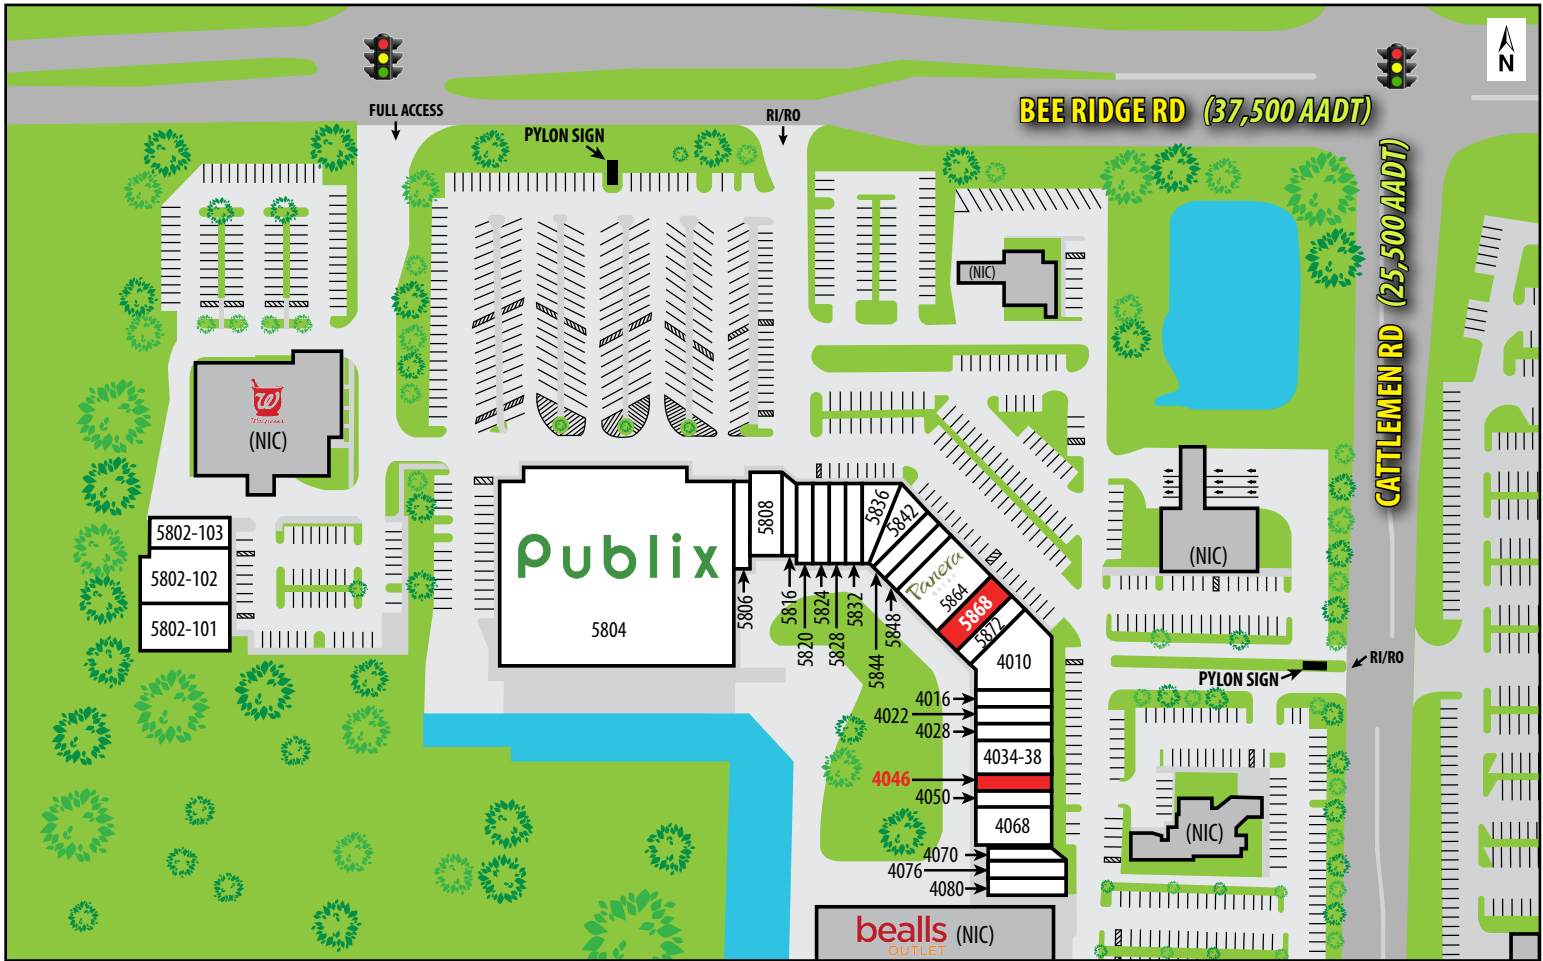 N
BEE RIDGE RD (37,500 AADT)
FULL ACCESS
RI/RO
PYLON SIGN
CATTLEMEN RD (25,500 AADT)
(NIC)
W
Walgreens
(NIC)
5802-103
5802-102
5802-101
Publix
5804
5806
5808
5816
5820
5824
5828
5832
5836
5842
5844
5848
Panera
BREAD
5864
5868
5872
4010
4016
4022
4028
4034-38
4046
4050
4068
4070
4076
4080
(NIC)
RI/RO
PYLON SIGN
(NIC)
bealls
OUTLET
(NIC)